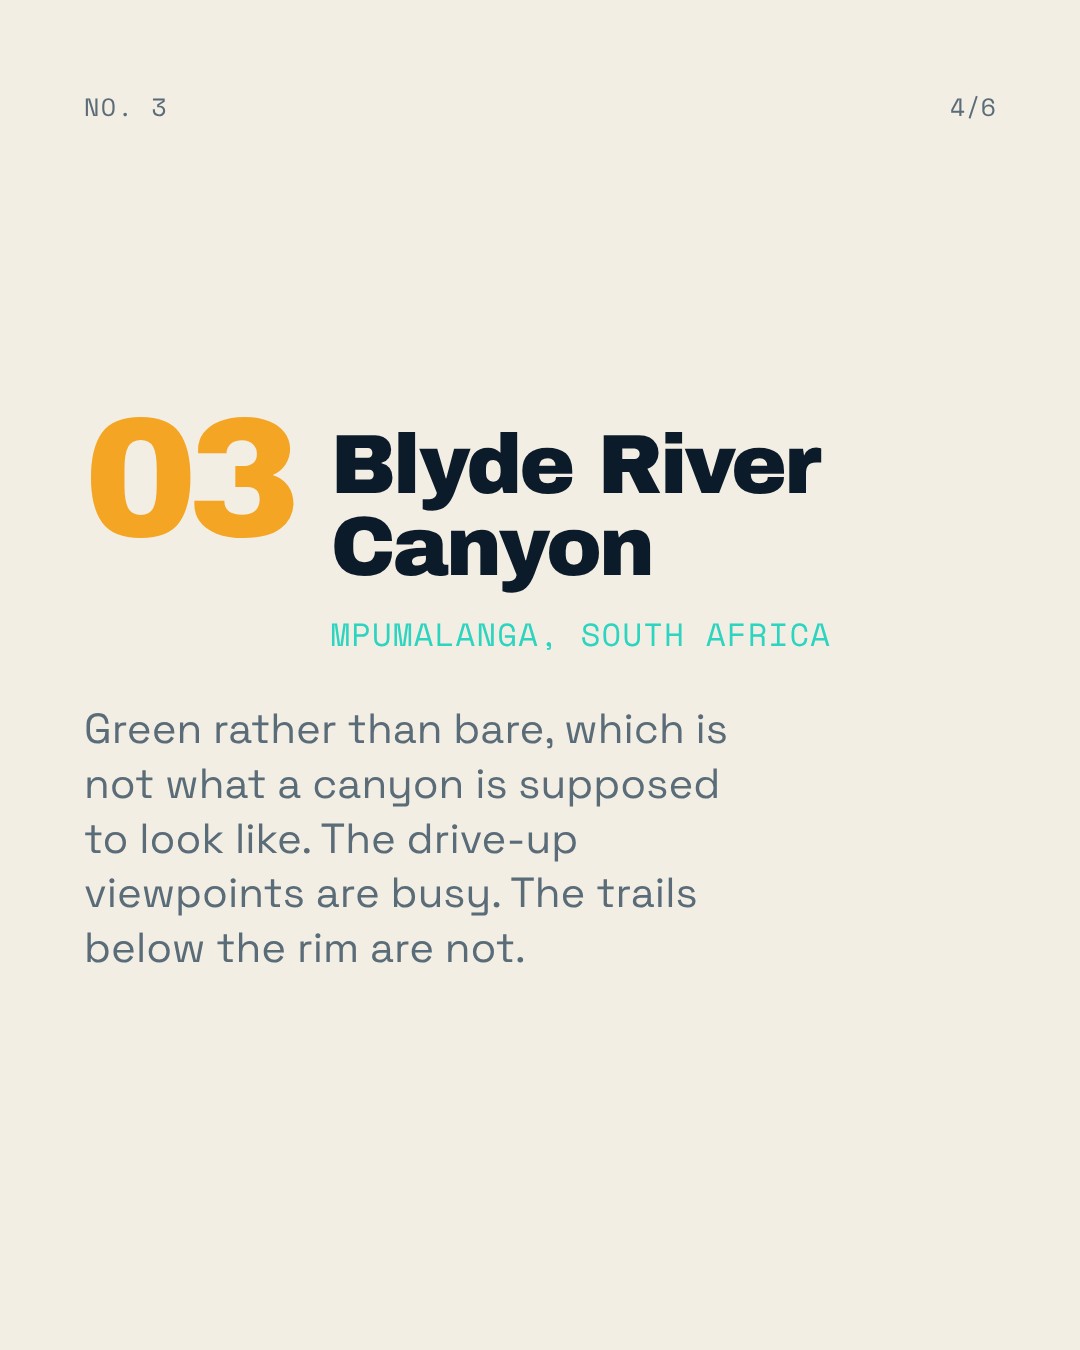 NO. 3
4/6
03
Blyde River
Canyon
MPUMALANGA, SOUTH AFRICA
Green rather than bare, which is
not what a canyon is supposed
to look like. The drive-up
viewpoints are busy. The trails
below the rim are not.